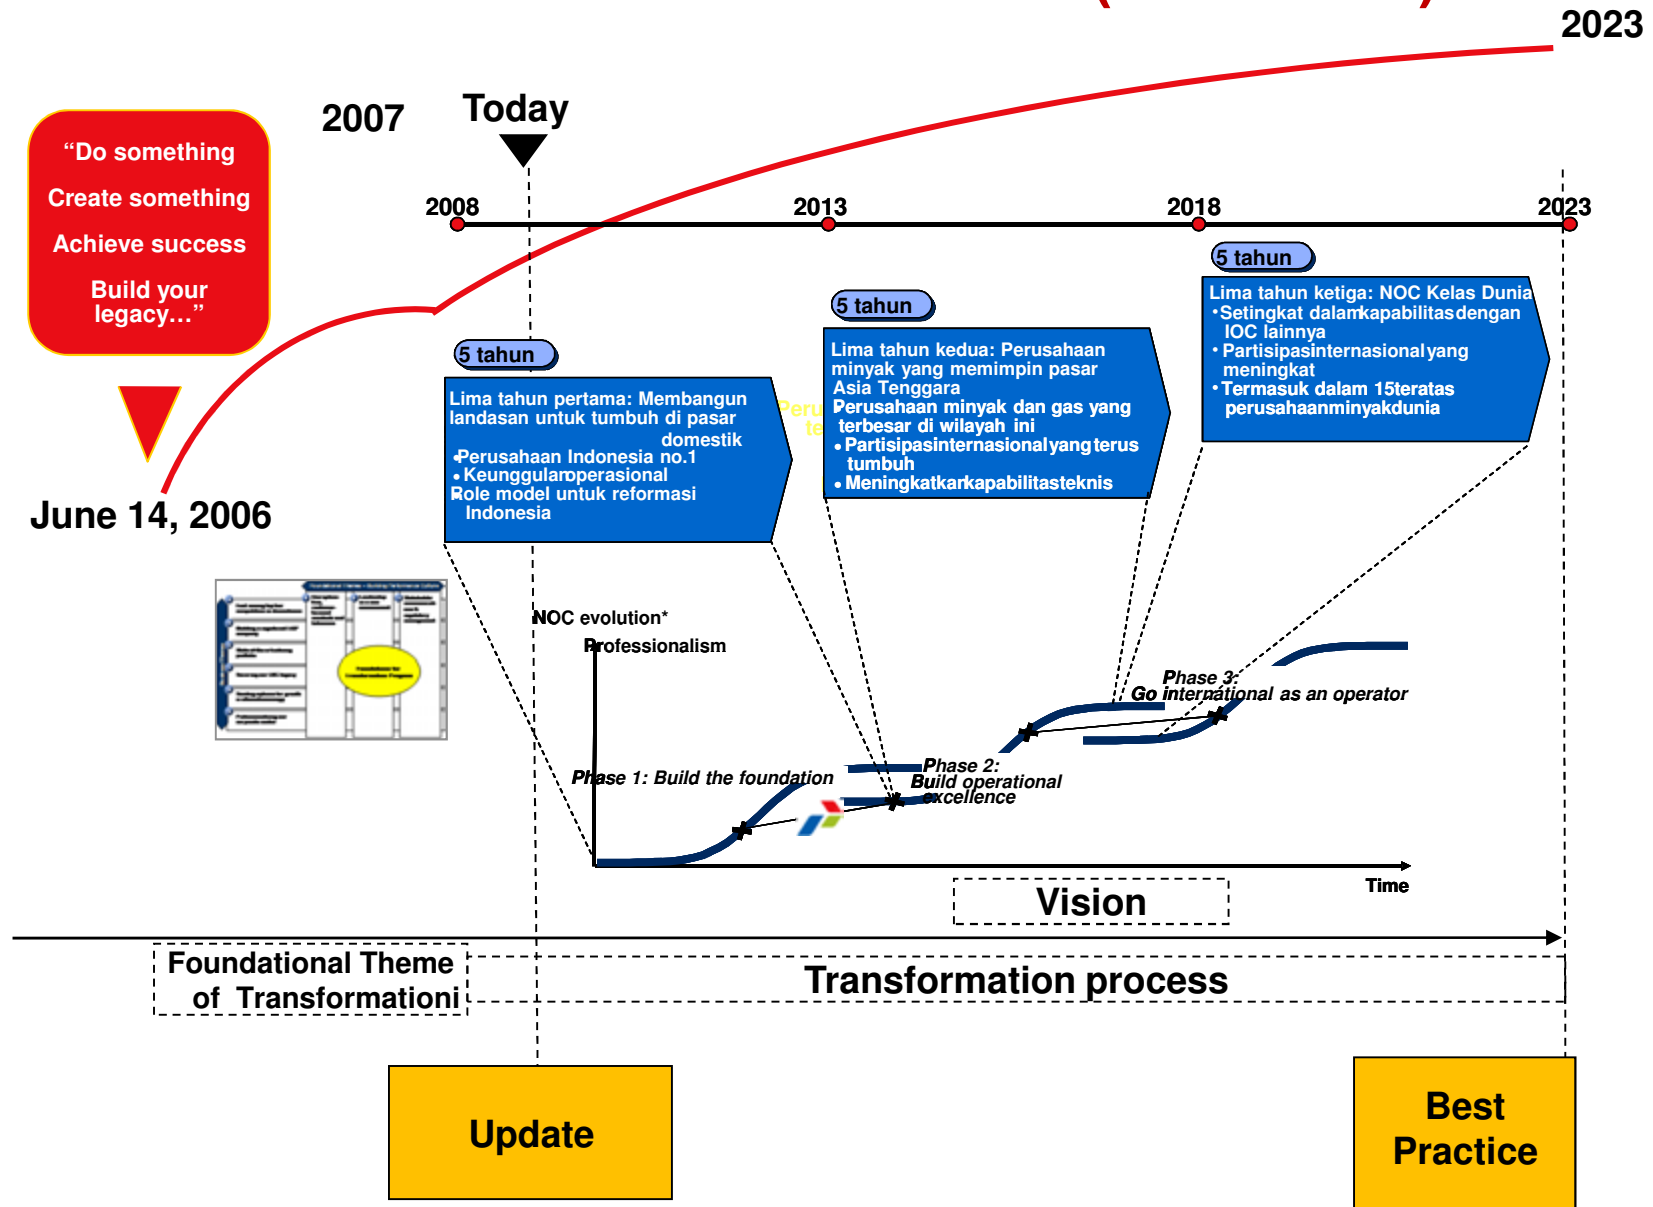 2023
2007
Today
“Do something
Create something
Achieve success
Build your
legacy…”
June 14, 2006
2008
2013
2018
2023
5 tahun
Lima tahun pertama: Membangun
landasan untuk tumbuh di pasar
domestik
•Perusahaan Indonesia no.1
• Keunggulan operasional
Role model untuk reformasi
Indonesia
5 tahun
Lima tahun kedua: Perusahaan
minyak yang memimpin pasar
Asia Tenggara
Perusahaan minyak dan gas yang
terbesar di wilayah ini
• Partisipasi internasional yang terus
tumbuh
• Meningkatkan kapabilitas teknis
Peru
te
5 tahun
Lima tahun ketiga: NOC Kelas Dunia
• Setingkat dalam kapabilitas dengan
IOC lainnya
• Partisipasi internasional yang
meningkat
• Termasuk dalam 15 teratas
perusahaan minyak dunia
NOC evolution*
Professionalism
Phase 1: Build the foundation
Phase 2:
Build operational
excellence
Phase 3:
Go international as an operator
Time
Vision
Foundational Theme
of Transformationi
Transformation process
Update
Best
Practice